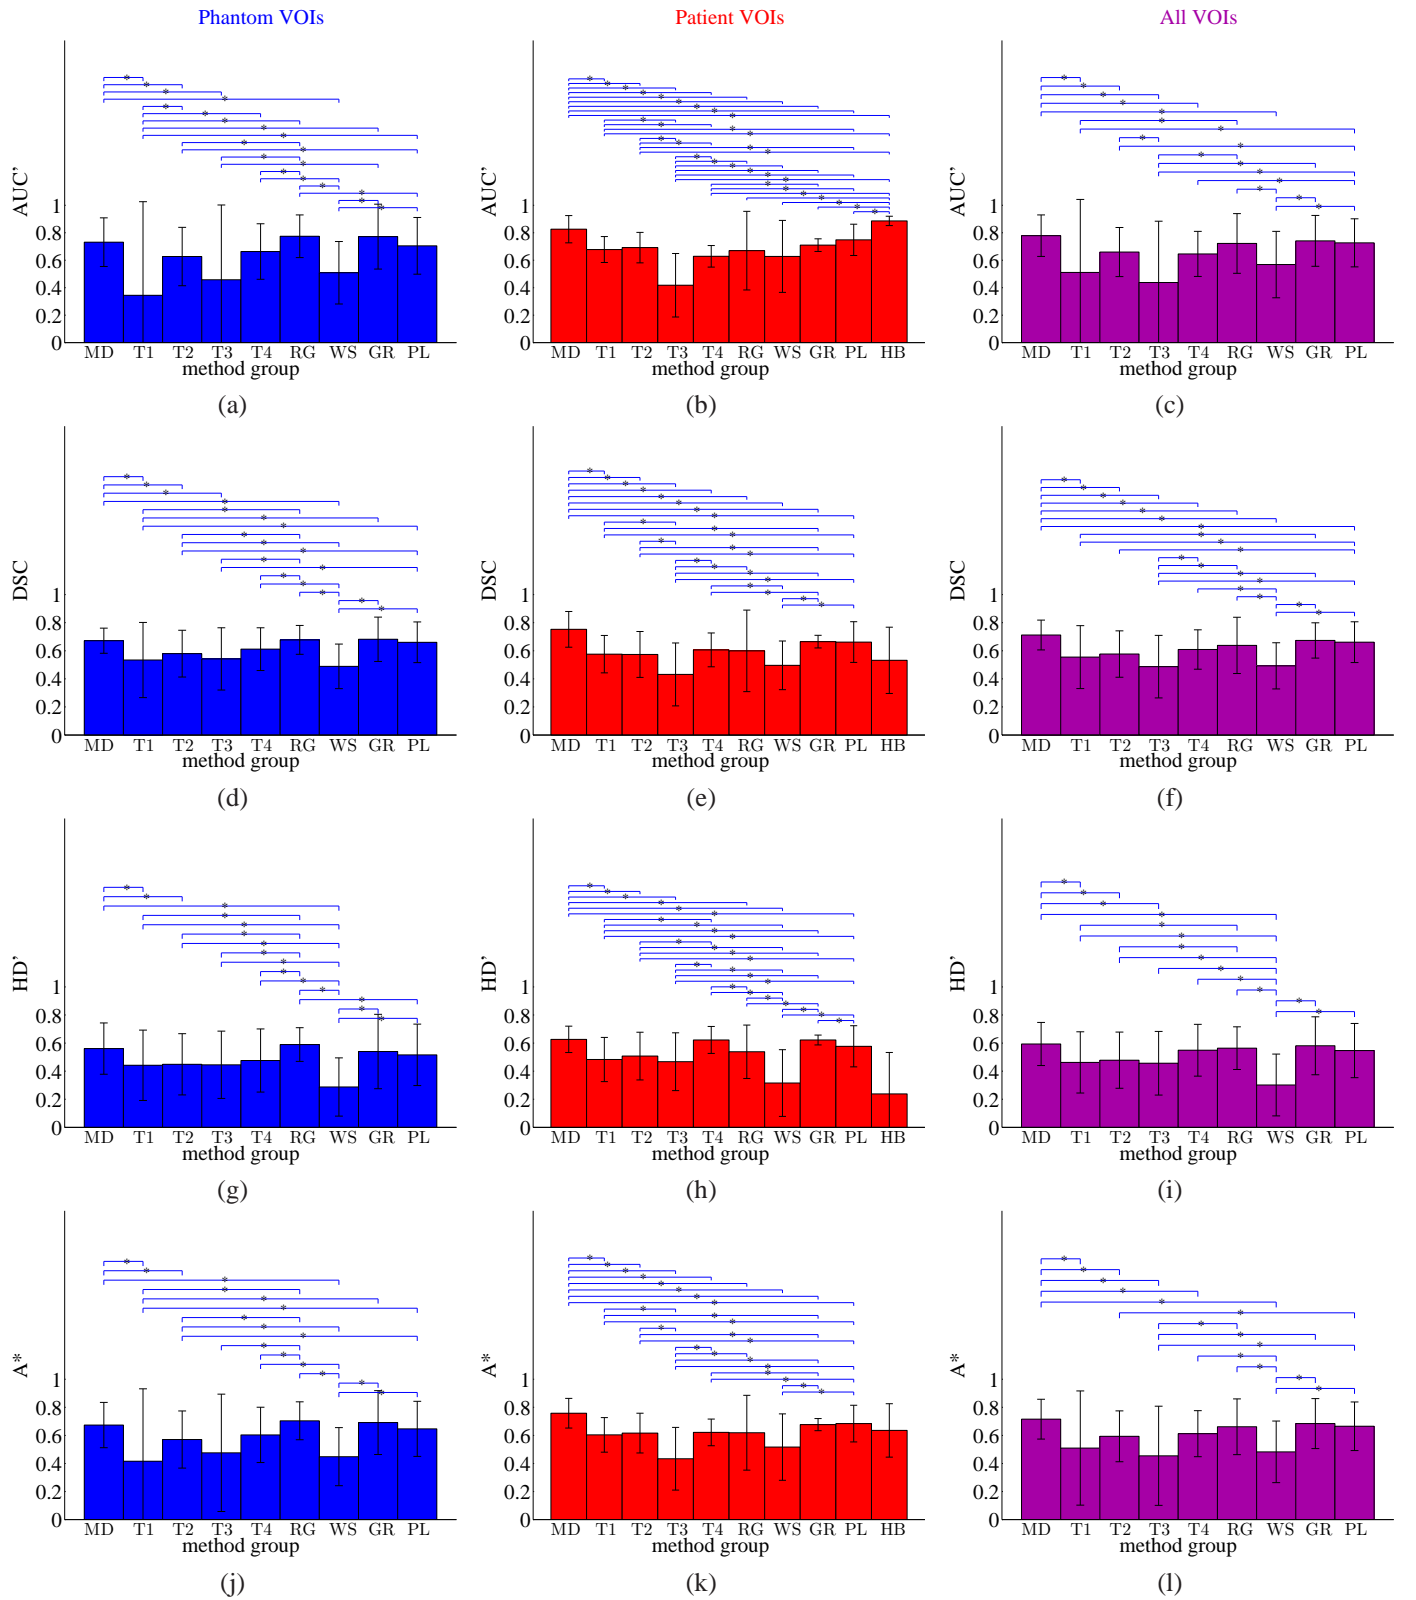 Phantom VOIs Patient VOIs All VOIs
AUC' 1 0.8 0.6 0.4 0.2 0
MD T1 T2 T3 T4 RG WS GR PL
method group
(a)
AUC' 1 0.8 0.6 0.4 0.2 0
MD T1 T2 T3 T4 RG WS GR PL HB
method group
(b)
AUC' 1 0.8 0.6 0.4 0.2 0
MD T1 T2 T3 T4 RG WS GR PL
method group
(c)
DSC 1 0.8 0.6 0.4 0.2 0
MD T1 T2 T3 T4 RG WS GR PL
method group
(d)
DSC 1 0.8 0.6 0.4 0.2 0
MD T1 T2 T3 T4 RG WS GR PL HB
method group
(e)
DSC 1 0.8 0.6 0.4 0.2 0
MD T1 T2 T3 T4 RG WS GR PL
method group
(f)
HD' 1 0.8 0.6 0.4 0.2 0
MD T1 T2 T3 T4 RG WS GR PL
method group
(g)
HD' 1 0.8 0.6 0.4 0.2 0
MD T1 T2 T3 T4 RG WS GR PL HB
method group
(h)
HD' 1 0.8 0.6 0.4 0.2 0
MD T1 T2 T3 T4 RG WS GR PL
method group
(i)
A* 1 0.8 0.6 0.4 0.2 0
MD T1 T2 T3 T4 RG WS GR PL
method group
(j)
A* 1 0.8 0.6 0.4 0.2 0
MD T1 T2 T3 T4 RG WS GR PL HB
method group
(k)
A* 1 0.8 0.6 0.4 0.2 0
MD T1 T2 T3 T4 RG WS GR PL
method group
(l)